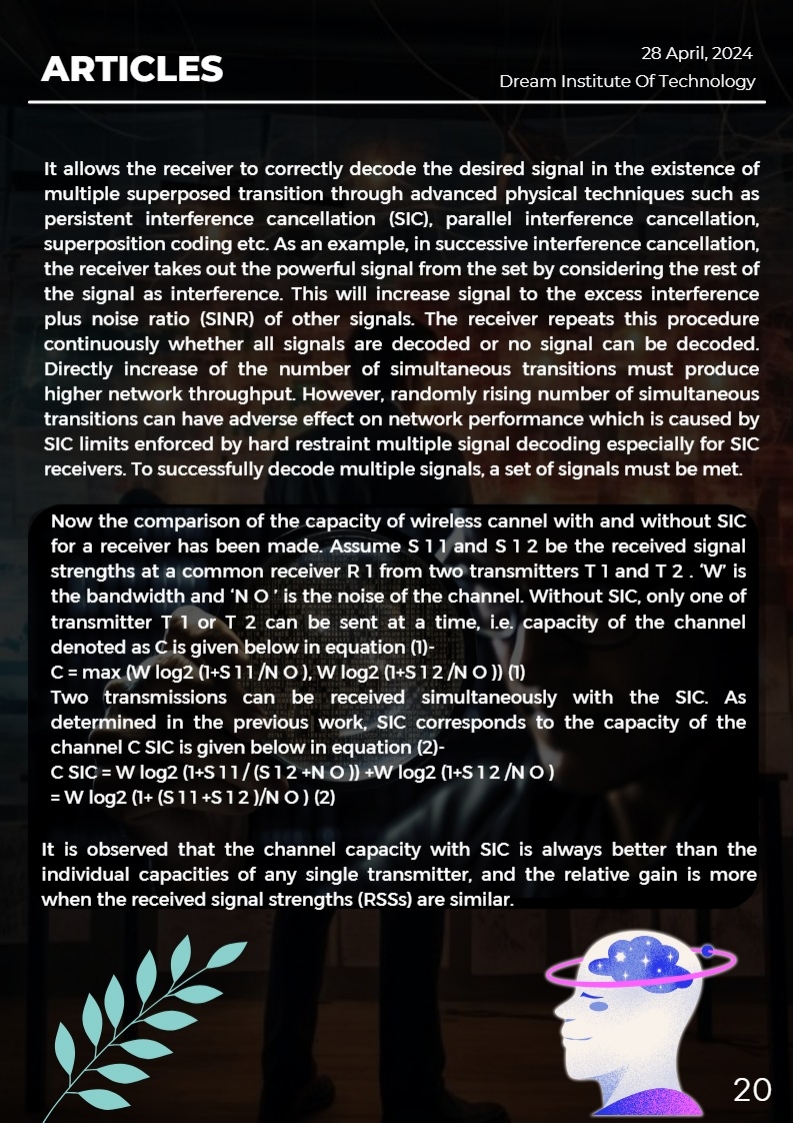 ARTICLES
28 April, 2024
Dream Institute Of Technology
It allows the receiver to correctly decode the desired signal in the existence of
multiple superposed transition through advanced physical techniques such as
persistent interference cancellation (SIC), parallel interference cancellation,
superposition coding etc. As an example, in successive interference cancellation,
the receiver takes out the powerful signal from the set by considering the rest of
the signal as interference. This will increase signal to the excess interference
plus noise ratio (SINR) of other signals. The receiver repeats this procedure
continuously whether all signals are decoded or no signal can be decoded.
Directly increase of the number of simultaneous transitions must produce
higher network throughput. However, randomly rising number of simultaneous
transitions can have adverse effect on network performance which is caused by
SIC limits enforced by hard restraint multiple signal decoding especially for SIC
receivers. To successfully decode multiple signals, a set of signals must be met.
Now the comparison of the capacity of wireless cannel with and without SIC
for a receiver has been made. Assume S 1 1 and S 1 2 be the received signal
strengths at a common receiver R 1 from two transmitters T 1 and T 2 . ‘W’ is
the bandwidth and ‘N O ’ is the noise of the channel. Without SIC, only one of
transmitter T 1 or T 2 can be sent at a time, i.e. capacity of the channel
denoted as C is given below in equation (1)-
C = max (W log2 (1+S 1 1 /N O ), W log2 (1+S 1 2 /N O )) (1)
Two transmissions can be received simultaneously with the SIC. As
determined in the previous work, SIC corresponds to the capacity of the
channel C SIC is given below in equation (2)-
C SIC = W log2 (1+S 1 1 / (S 1 2 +N O )) +W log2 (1+S 1 2 /N O )
= W log2 (1+ (S 1 1 +S 1 2 )/N O ) (2)
It is observed that the channel capacity with SIC is always better than the
individual capacities of any single transmitter, and the relative gain is more
when the received signal strengths (RSSs) are similar.
20